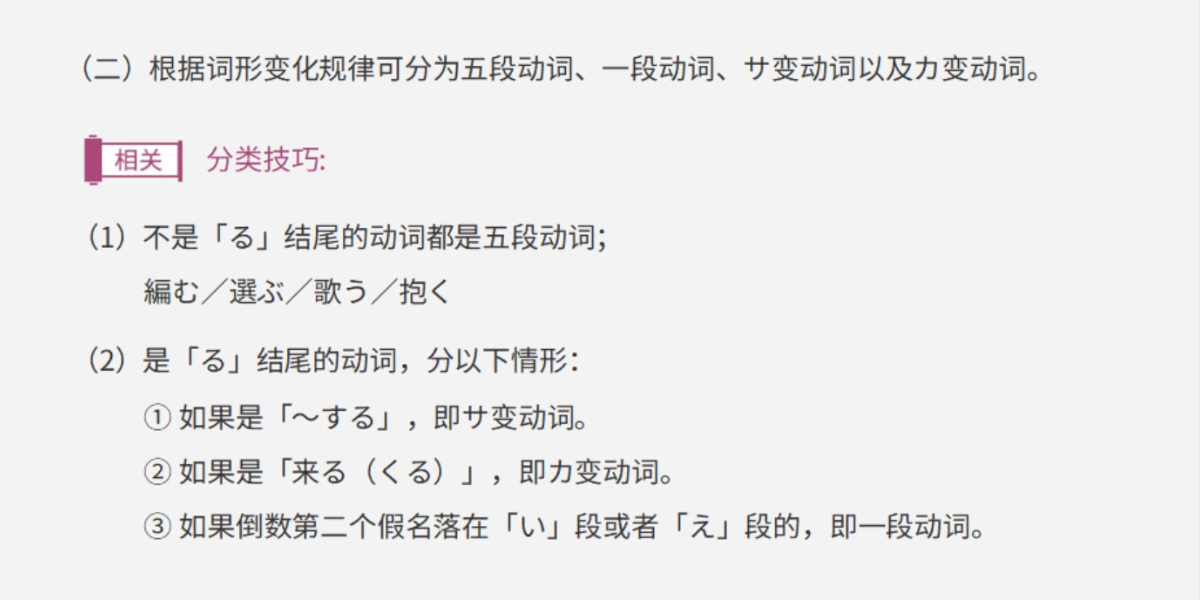 （二）根据词形变化规律可分为五段动词、一段动词、サ变动词以及カ变动词。
相关 分类技巧:
（1）不是「る」结尾的动词都是五段动词；
編む／選ぶ／歌う／抱く
（2）是「る」结尾的动词，分以下情形：
① 如果是「～する」，即サ变动词。
② 如果是「来る（くる）」，即カ变动词。
③ 如果倒数第二个假名落在「い」段或者「え」段的，即一段动词。